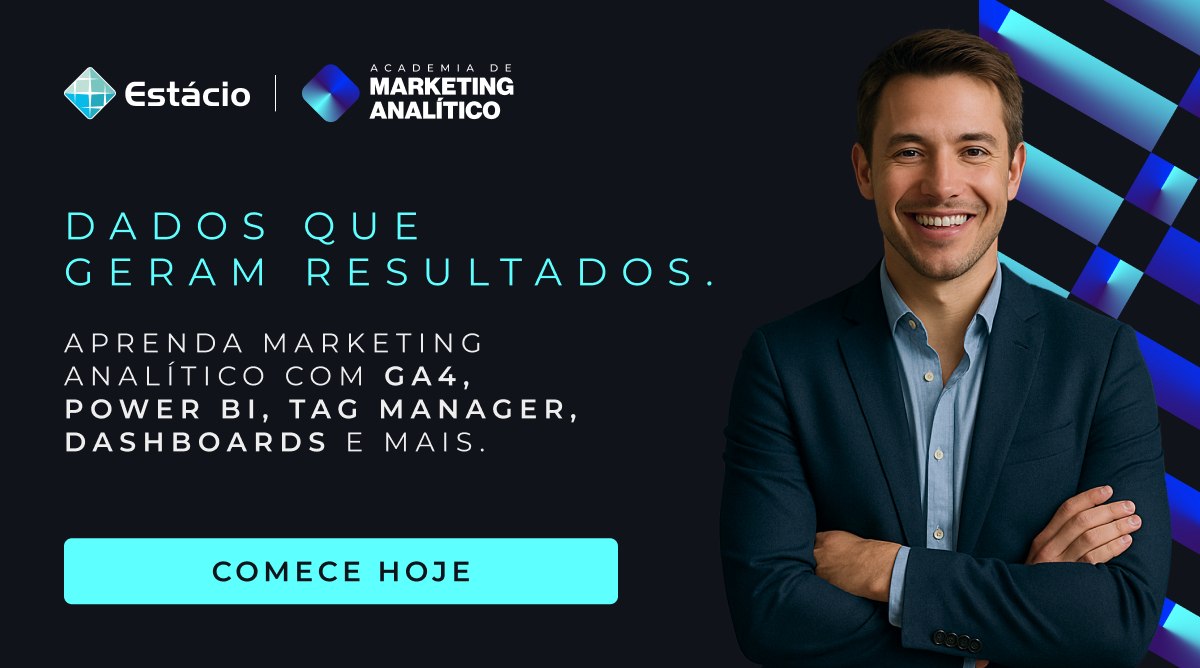 Estácio
ACADEMIA DE
MARKETING
ANALÍTICO
DADOS QUE
GERAM RESULTADOS.
APRENDA MARKETING
ANALÍTICO COM GA4,
POWER BI, TAG MANAGER,
DASHBOARDS E MAIS.
COMECE HOJE